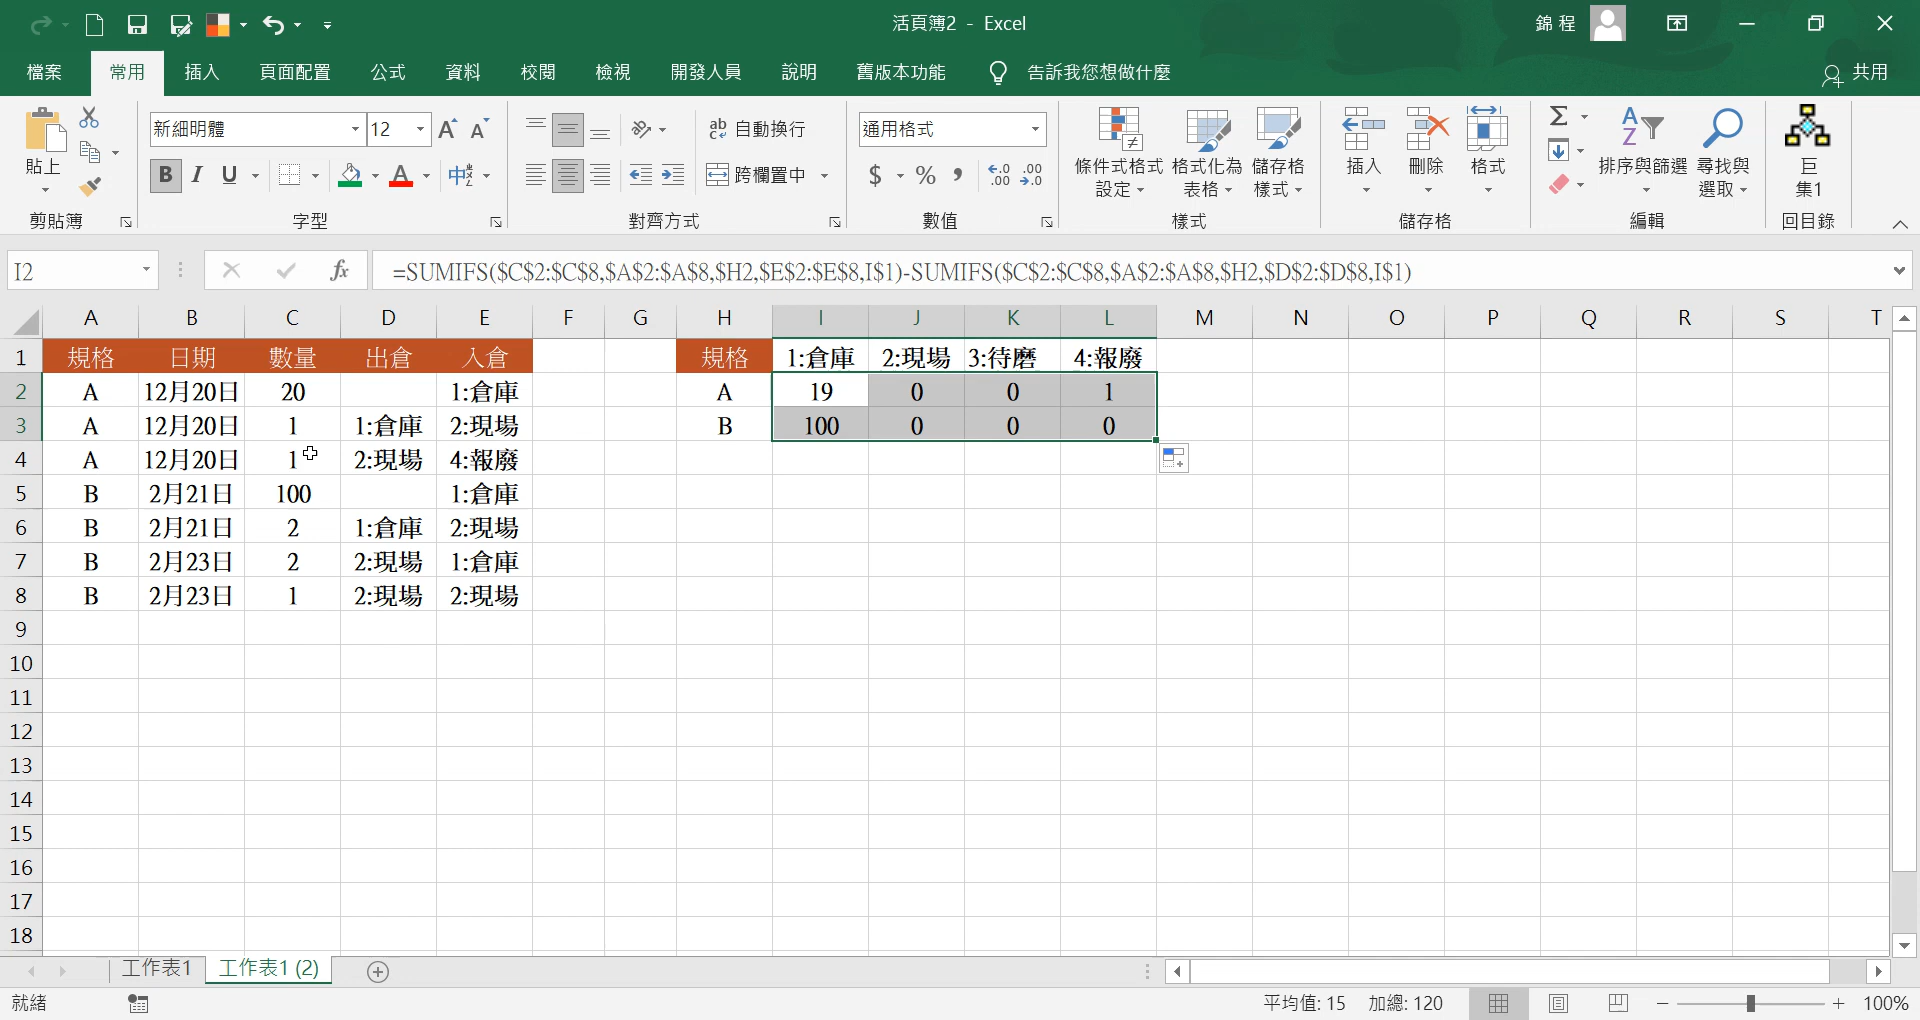 活頁簿2 - Excel
錦 程
檔案 常用 插入 頁面配置 公式 資料 校閱 檢視 開發人員 說明 舊版本功能 告訴我您想做什麼 共用
貼上
剪貼簿
新細明體 12
B I U
字型
自動換行
跨欄置中
對齊方式
通用格式
$ % ,
數值
條件式格式設定
格式化為表格
儲存格樣式
樣式
插入 刪除 格式
儲存格
排序與篩選
尋找與選取
編輯
巨集1
回目錄
I2 fx =SUMIFS($C$2:$C$8,$A$2:$A$8,$H2,$E$2:$E$8,I$1)-SUMIFS($C$2:$C$8,$A$2:$A$8,$H2,$D$2:$D$8,I$1)
A B C D E F G H I J K L M N O P Q R S T
1 規格 日期 數量 出倉 入倉 規格 1:倉庫 2:現場 3:待磨 4:報廢
2 A 12月20日 20 1:倉庫 A 19 0 0 1
3 A 12月20日 1 1:倉庫 2:現場 B 100 0 0 0
4 A 12月20日 1 2:現場 4:報廢
5 B 2月21日 100 1:倉庫
6 B 2月21日 2 1:倉庫 2:現場
7 B 2月23日 2 2:現場 1:倉庫
8 B 2月23日 1 2:現場 2:現場
9
10
11
12
13
14
15
16
17
18
工作表1 工作表1 (2)
就緒 平均值: 15 加總: 120 100%